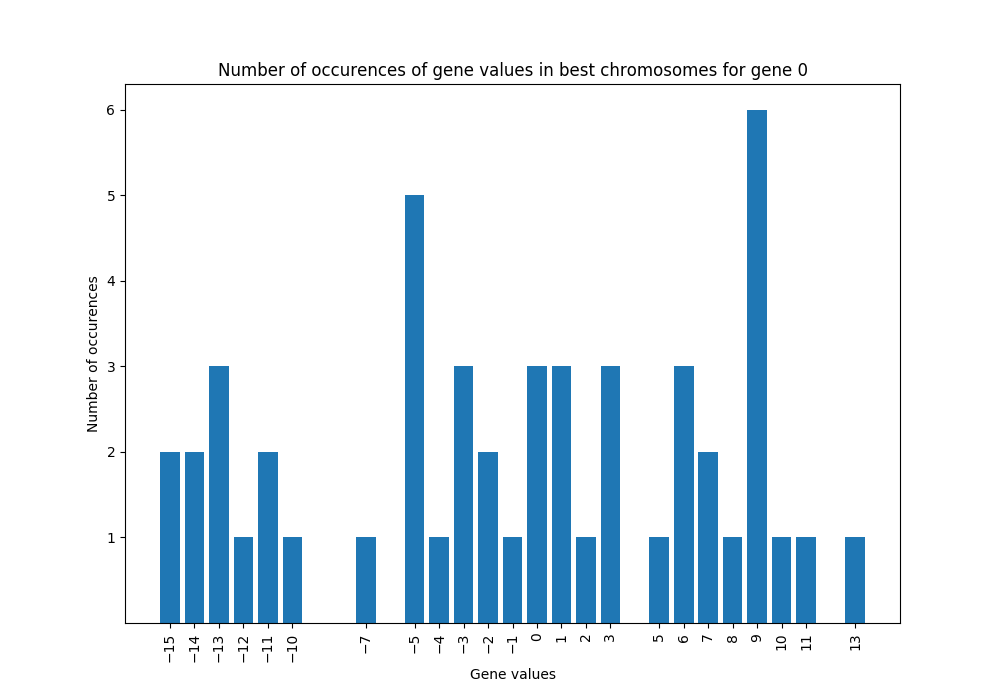 Number of occurences of gene values in best chromosomes for gene 0
6
5
4
3
2
1
Number of occurences
−15 −14 −13 −12 −11 −10 −7 −5 −4 −3 −2 −1 0 1 2 3 5 6 7 8 9 10 11 13
Gene values